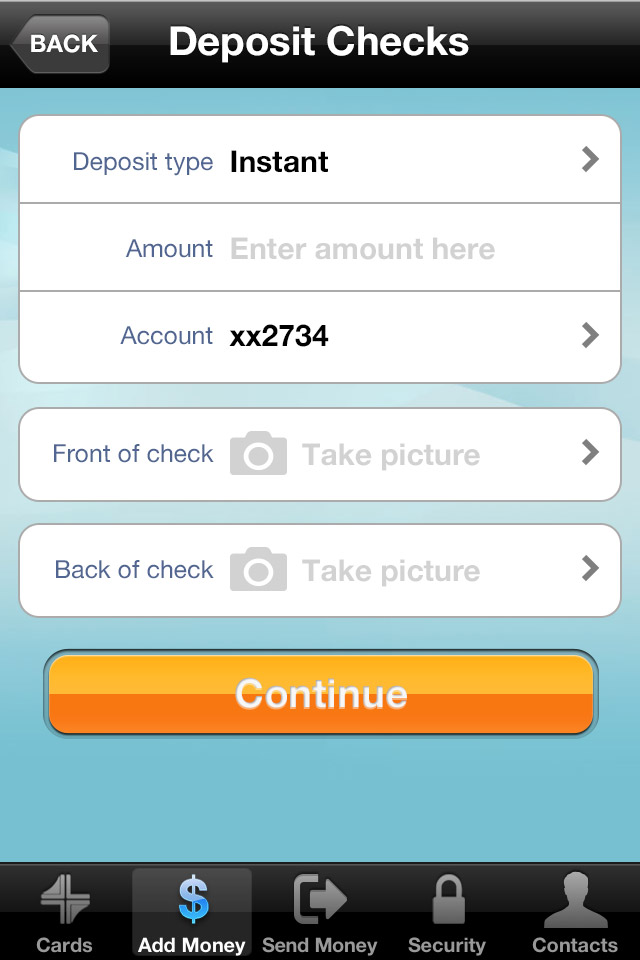 BACK
Deposit Checks
Deposit type Instant
Amount Enter amount here
Account xx2734
Front of check Take picture
Back of check Take picture
Continue
Cards Add Money Send Money Security Contacts